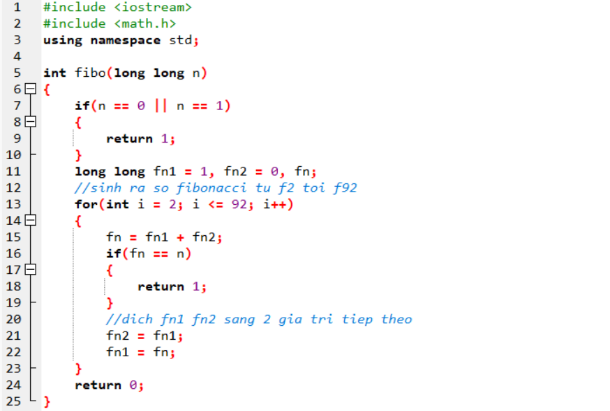 1 #include <iostream>
2 #include <math.h>
3 using namespace std;
4
5 int fibo(long long n)
6 {
7 if(n == 0 || n == 1)
8 {
9 return 1;
10 }
11 long long fn1 = 1, fn2 = 0, fn;
12 //sinh ra so fibonacci tu f2 toi f92
13 for(int i = 2; i <= 92; i++)
14 {
15 fn = fn1 + fn2;
16 if(fn == n)
17 {
18 return 1;
19 }
20 //dich fn1 fn2 sang 2 gia tri tiep theo
21 fn2 = fn1;
22 fn1 = fn;
23 }
24 return 0;
25 }